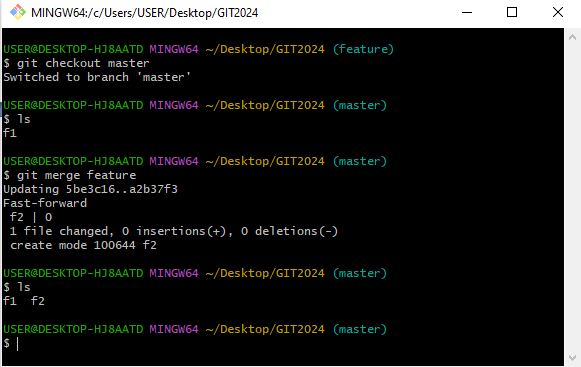 MINGW64:/c/Users/USER/Desktop/GIT2024
USER@DESKTOP-HJ8AATD MINGW64 ~/Desktop/GIT2024 (feature)
$ git checkout master
Switched to branch 'master'
USER@DESKTOP-HJ8AATD MINGW64 ~/Desktop/GIT2024 (master)
$ ls
f1
USER@DESKTOP-HJ8AATD MINGW64 ~/Desktop/GIT2024 (master)
$ git merge feature
Updating 5be3c16..a2b37f3
Fast-forward
 f2 | 0
 1 file changed, 0 insertions(+), 0 deletions(-)
 create mode 100644 f2
USER@DESKTOP-HJ8AATD MINGW64 ~/Desktop/GIT2024 (master)
$ ls
f1  f2
USER@DESKTOP-HJ8AATD MINGW64 ~/Desktop/GIT2024 (master)
$